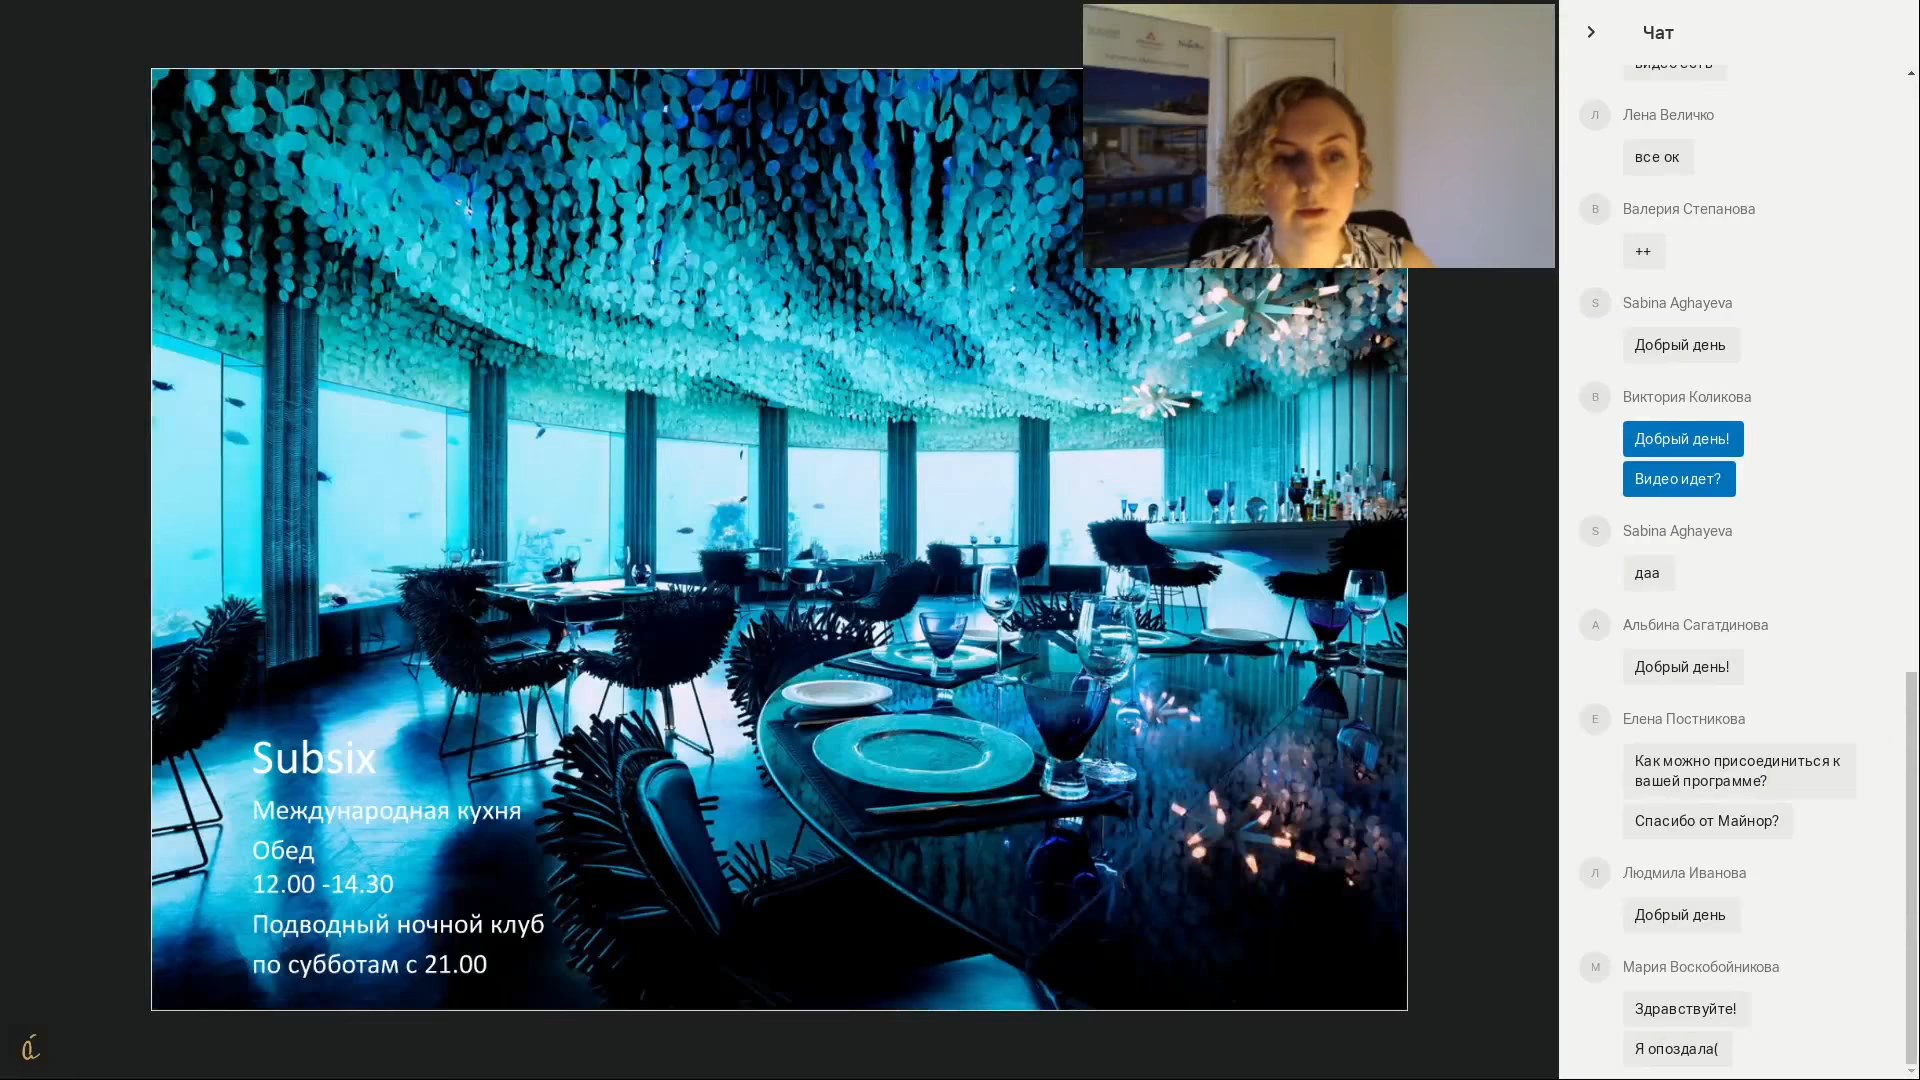 Subsix
Международная кухня
Обед
12.00 -14.30
Подводный ночной клуб
по субботам с 21.00
Чат
видео есть
Л
Лена Величко
все ок
В
Валерия Степанова
++
S
Sabina Aghayeva
Добрый день
В
Виктория Коликова
Добрый день!
Видео идет?
S
Sabina Aghayeva
даа
А
Альбина Сагатдинова
Добрый день!
Е
Елена Постникова
Как можно присоединиться к
вашей программе?
Спасибо от Майнор?
Л
Людмила Иванова
Добрый день
М
Мария Воскобойникова
Здравствуйте!
Я опоздала(